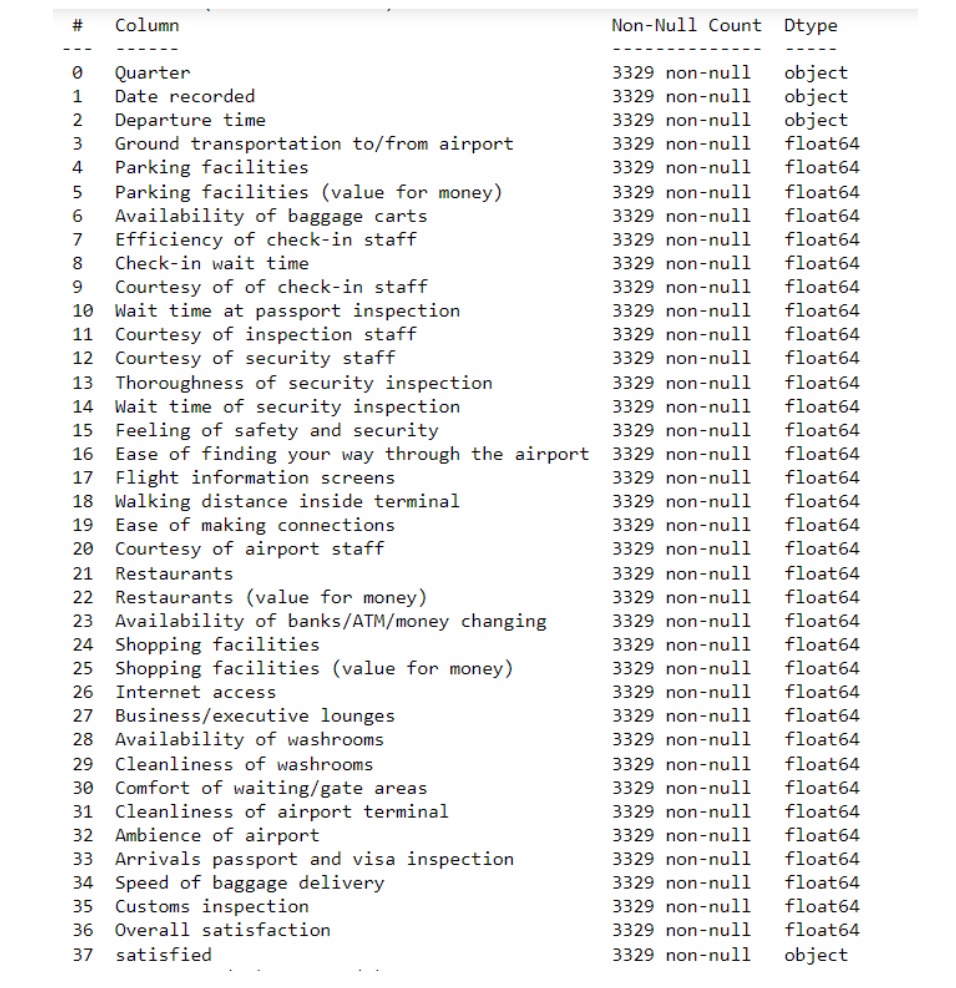 # Column Non-Null Count Dtype
--- ------ -------------- -----
0 Quarter 3329 non-null object
1 Date recorded 3329 non-null object
2 Departure time 3329 non-null object
3 Ground transportation to/from airport 3329 non-null float64
4 Parking facilities 3329 non-null float64
5 Parking facilities (value for money) 3329 non-null float64
6 Availability of baggage carts 3329 non-null float64
7 Efficiency of check-in staff 3329 non-null float64
8 Check-in wait time 3329 non-null float64
9 Courtesy of of check-in staff 3329 non-null float64
10 Wait time at passport inspection 3329 non-null float64
11 Courtesy of inspection staff 3329 non-null float64
12 Courtesy of security staff 3329 non-null float64
13 Thoroughness of security inspection 3329 non-null float64
14 Wait time of security inspection 3329 non-null float64
15 Feeling of safety and security 3329 non-null float64
16 Ease of finding your way through the airport 3329 non-null float64
17 Flight information screens 3329 non-null float64
18 Walking distance inside terminal 3329 non-null float64
19 Ease of making connections 3329 non-null float64
20 Courtesy of airport staff 3329 non-null float64
21 Restaurants 3329 non-null float64
22 Restaurants (value for money) 3329 non-null float64
23 Availability of banks/ATM/money changing 3329 non-null float64
24 Shopping facilities 3329 non-null float64
25 Shopping facilities (value for money) 3329 non-null float64
26 Internet access 3329 non-null float64
27 Business/executive lounges 3329 non-null float64
28 Availability of washrooms 3329 non-null float64
29 Cleanliness of washrooms 3329 non-null float64
30 Comfort of waiting/gate areas 3329 non-null float64
31 Cleanliness of airport terminal 3329 non-null float64
32 Ambience of airport 3329 non-null float64
33 Arrivals passport and visa inspection 3329 non-null float64
34 Speed of baggage delivery 3329 non-null float64
35 Customs inspection 3329 non-null float64
36 Overall satisfaction 3329 non-null float64
37 satisfied 3329 non-null object